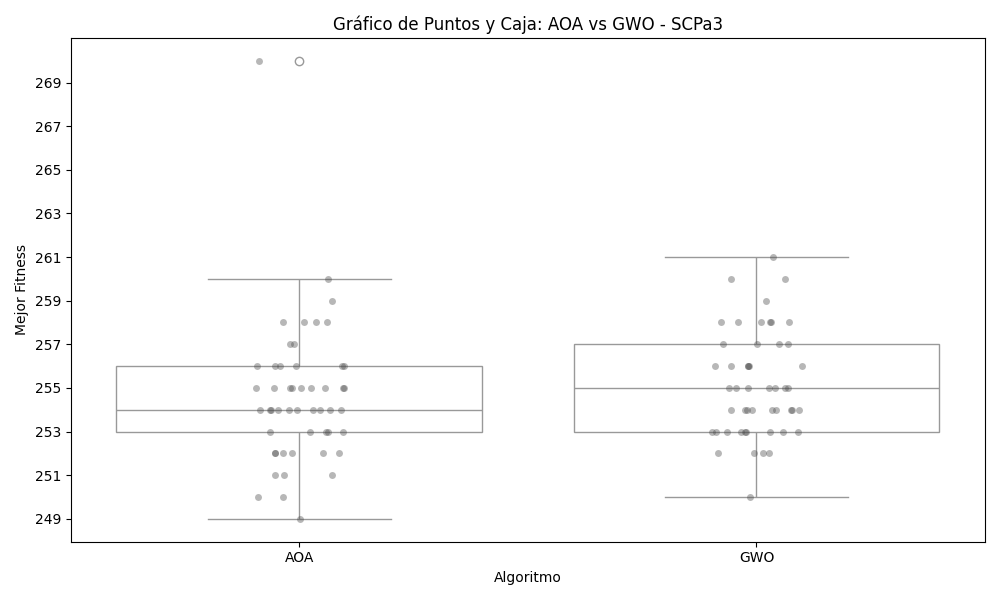 Gráfico de Puntos y Caja: AOA vs GWO - SCPa3
Mejor Fitness
269
267
265
263
261
259
257
255
253
251
249
AOA
GWO
Algoritmo